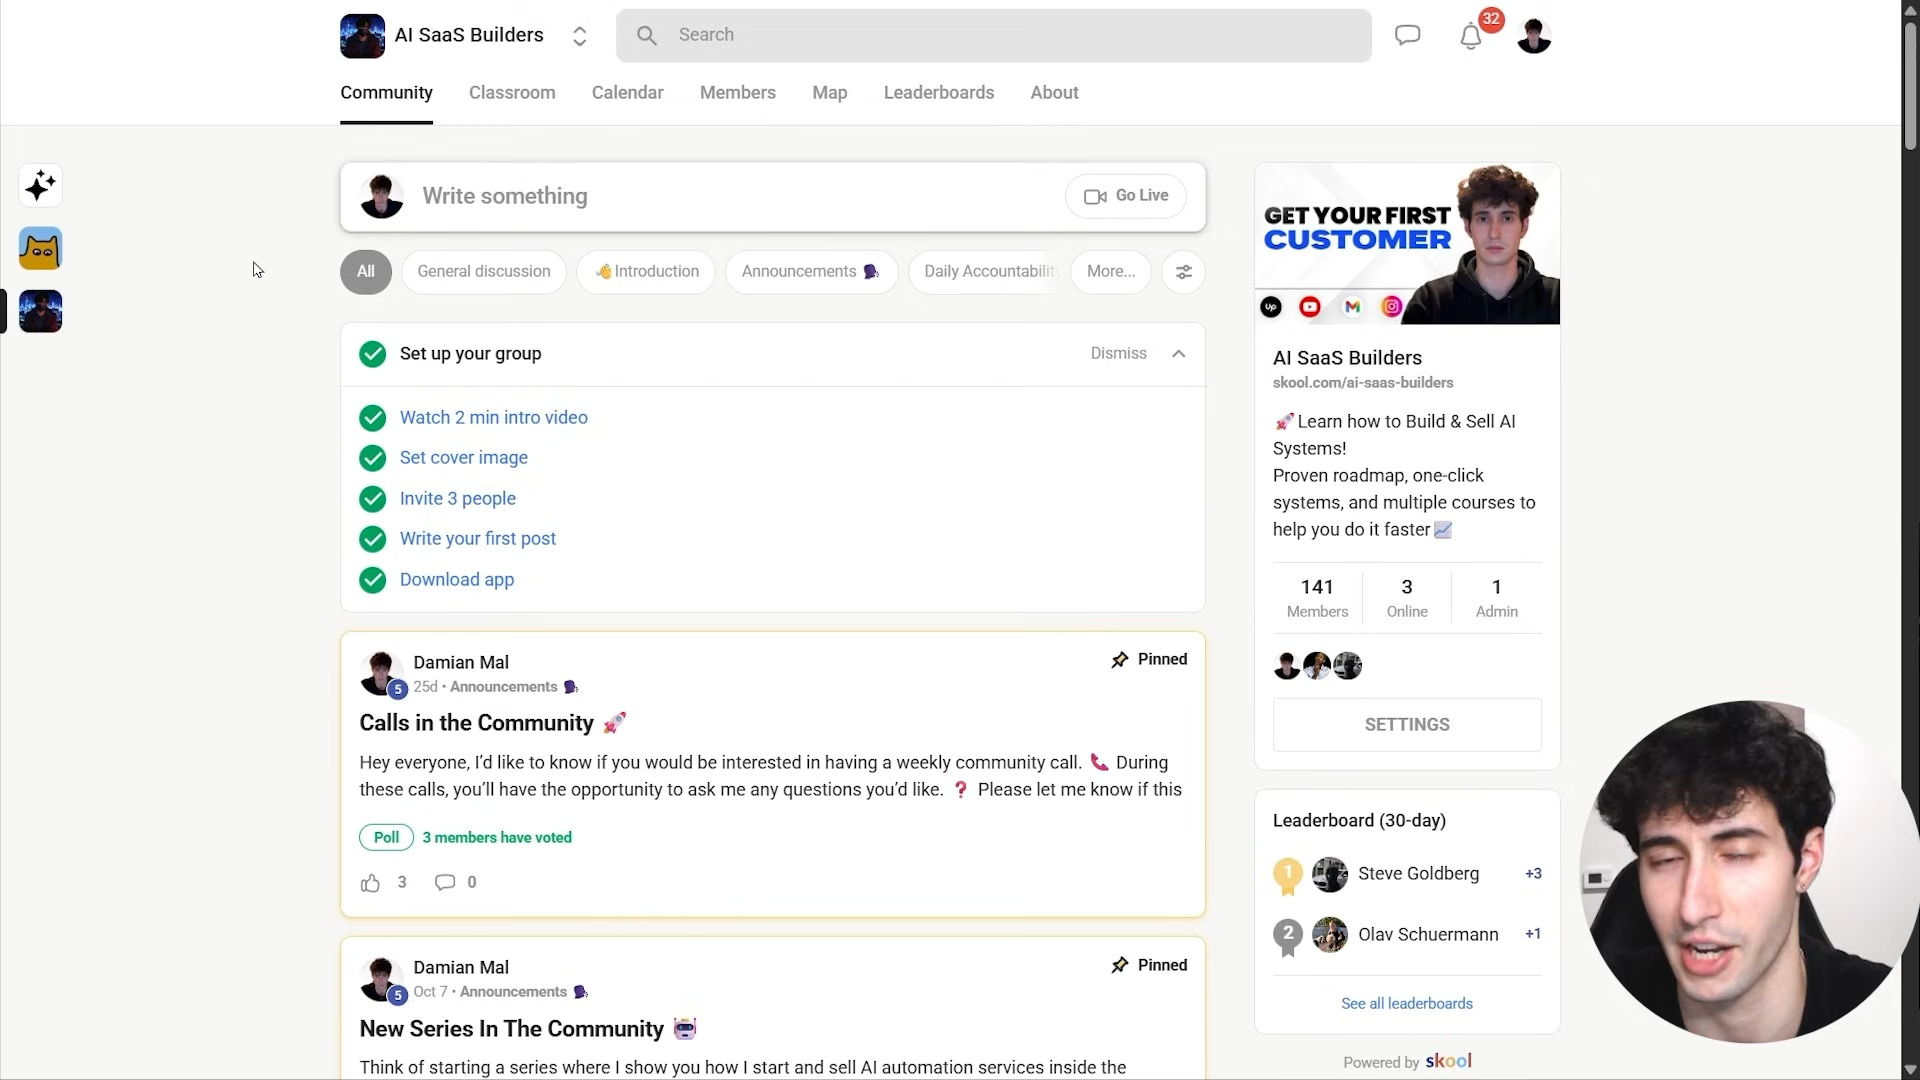 AI SaaS Builders
Search
32
Community
Classroom
Calendar
Members
Map
Leaderboards
About
Write something
Go Live
All
General discussion
👋Introduction
Announcements 🗣
Daily Accountabilit
More...
Set up your group
Dismiss
Watch 2 min intro video
Set cover image
Invite 3 people
Write your first post
Download app
Damian Mal
Pinned
5
25d • Announcements 🗣
Calls in the Community 🚀
Hey everyone, I’d like to know if you would be interested in having a weekly community call. 📞 During
these calls, you’ll have the opportunity to ask me any questions you’d like. ❓ Please let me know if this
Poll
3 members have voted
3
0
Damian Mal
Pinned
5
Oct 7 • Announcements 🗣
New Series In The Community 🤖
Think of starting a series where I show you how I start and sell AI automation services inside the
GET YOUR FIRST
CUSTOMER
up
AI SaaS Builders
skool.com/ai-saas-builders
🚀Learn how to Build & Sell AI
Systems!
Proven roadmap, one-click
systems, and multiple courses to
help you do it faster📈
141
Members
3
Online
1
Admin
SETTINGS
Leaderboard (30-day)
1
Steve Goldberg
+3
2
Olav Schuermann
+1
See all leaderboards
Powered by skool